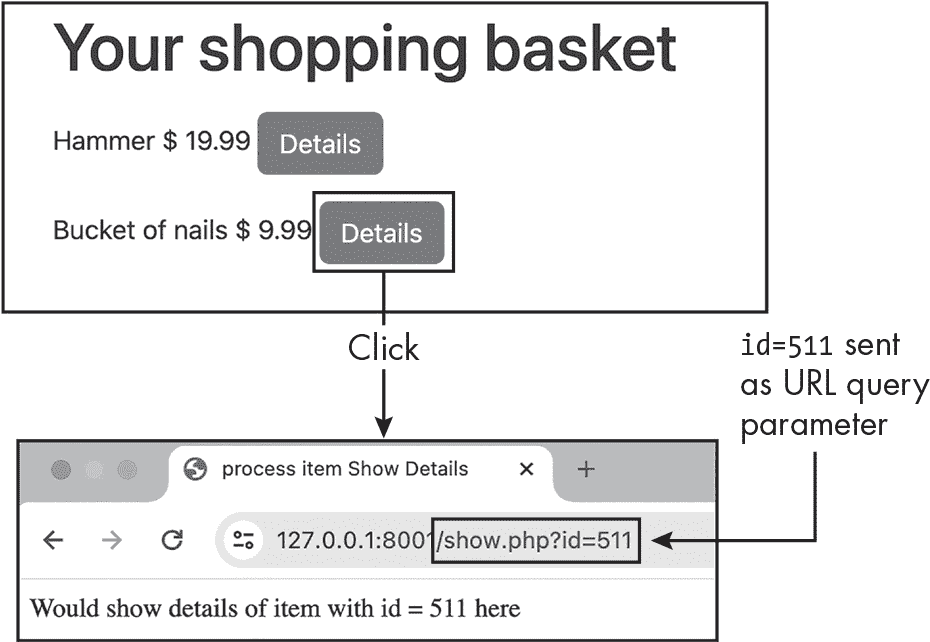 Your shopping basket
Hammer $ 19.99 Details
Bucket of nails $ 9.99 Details
Click
id=511 sent
as URL query
parameter
process item Show Details
127.0.0.1:8001/show.php?id=511
Would show details of item with id = 511 here